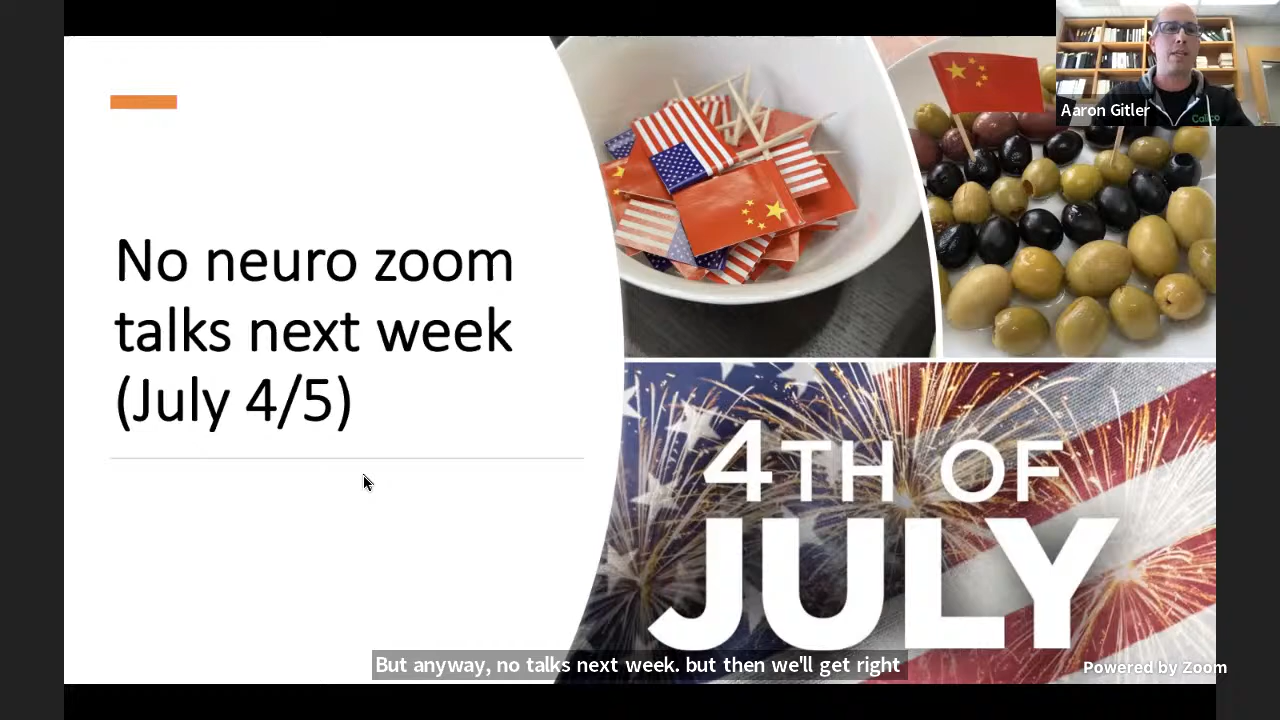 No neuro zoom
talks next week
(July 4/5)
4TH OF
JULY
Aaron Gitler
Calico
But anyway, no talks next week. but then we'll get right
Powered by Zoom